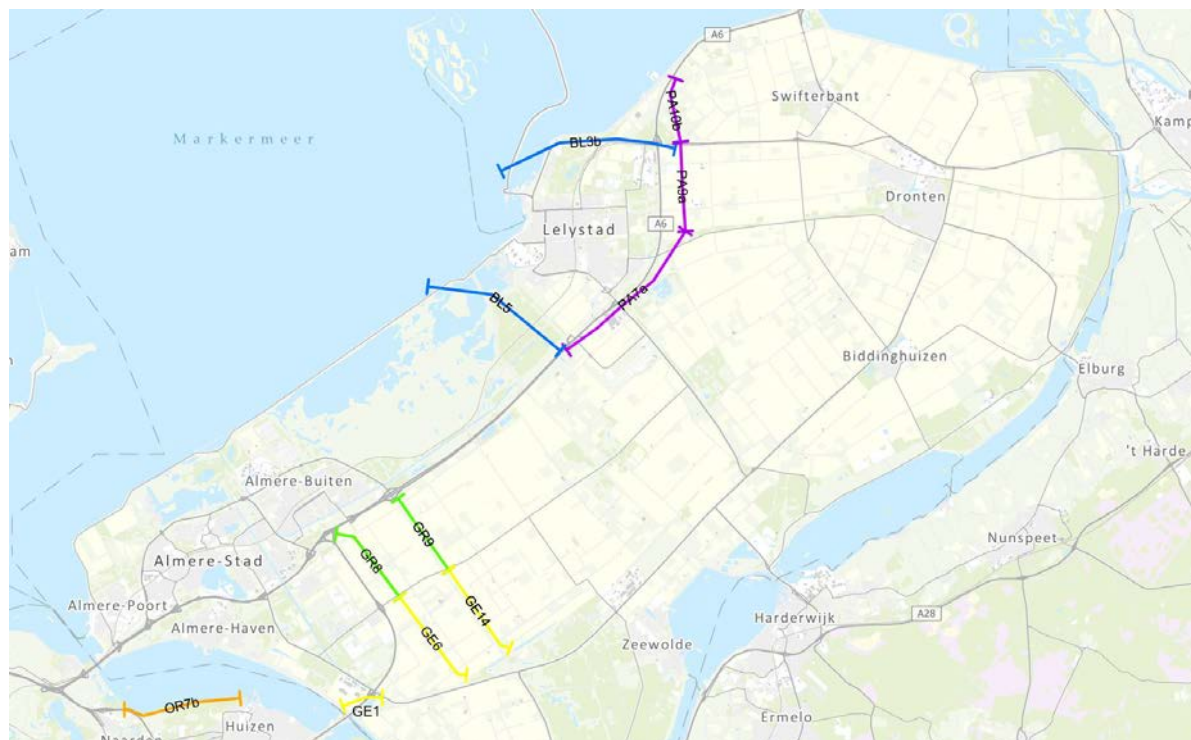 A6
Swifterbant
Kamp
Markermeer
PA10b
BL3b
PA9a
Dronten
A6
Lelystad
am
BL5
PA7a
Biddinghuizen
Elburg
't Harde
Almere-Buiten
GR9
Nunspeet
GR8
Almere-Stad
Almere-Poort
GE14
Harderwijk
A28
Almere-Haven
GE6
Zeewolde
OR7b
GE1
Huizen
Ermelo